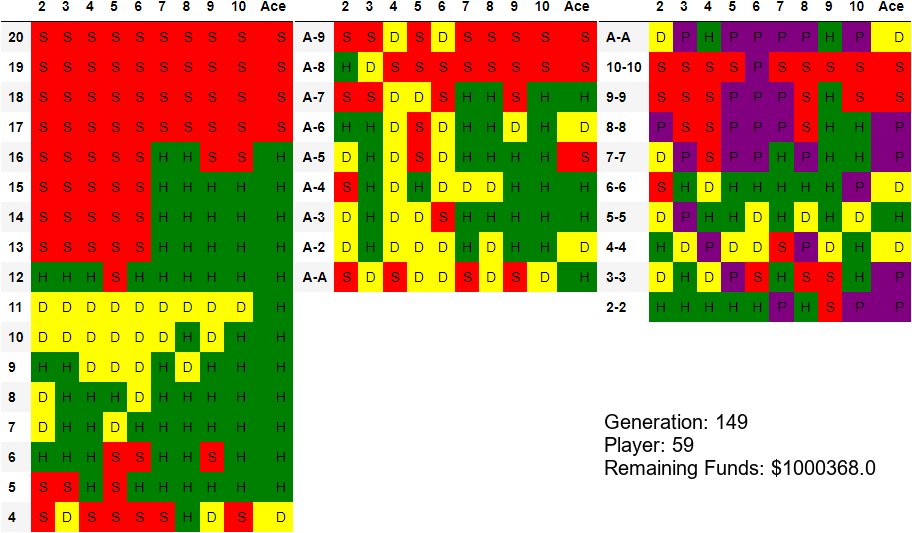 2 3 4 5 6 7 8 9 10 Ace
20 S S S S S S S S S S
19 S S S S S S S S S S
18 S S S S S S S S S S
17 S S S S S S S S S S
16 S S S S S H H S S H
15 S S S S S H H H H H
14 S S S S S H H H H H
13 S S S S S H H H H H
12 H H H S H H H H H H
11 D D D D D D D D D H
10 D D D D D D H D H H
9 H H D D D H D H H H
8 D H H H D H H H H H
7 D H H D H H H H H H
6 H H H S S H H S H H
5 S S H S H H H H H H
4 S D S S S S H D S D
2 3 4 5 6 7 8 9 10 Ace
A-9 S S D S D S S S S S
A-8 H D S S S S S S S S
A-7 S S D D S H H S H H
A-6 H H D S D H H D H D
A-5 D H D S D H H H H S
A-4 S H D H D D D H H H
A-3 D H D D S H H H H H
A-2 D H D D D H D H H D
A-A S D S D D S D S D H
2 3 4 5 6 7 8 9 10 Ace
A-A D P H P P P P H P D
10-10 S S S S P S S S S S
9-9 S S S P P P S H S S
8-8 P S S P P P S H H P
7-7 D P S P P H P H H P
6-6 S H D H H H H H P D
5-5 D P H H D H D H D H
4-4 H D P D D S P D H D
3-3 D H D P S H S S H P
2-2 H H H H H P H S P P
Generation: 149
Player: 59
Remaining Funds: $1000368.0